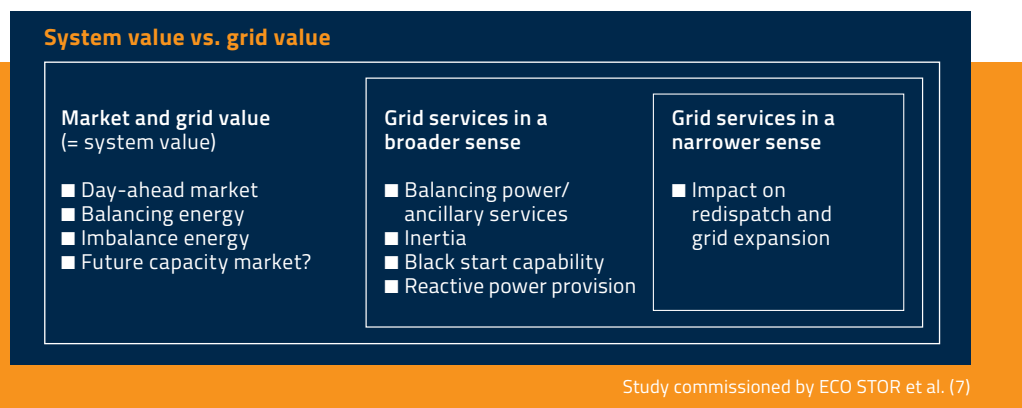 System value vs. grid value
Market and grid value
(= system value)
■ Day-ahead market
■ Balancing energy
■ Imbalance energy
■ Future capacity market?
Grid services in a
broader sense
■ Balancing power/
ancillary services
■ Inertia
■ Black start capability
■ Reactive power provision
Grid services in a
narrower sense
■ Impact on
redispatch and
grid expansion
Study commissioned by ECO STOR et al. (7)